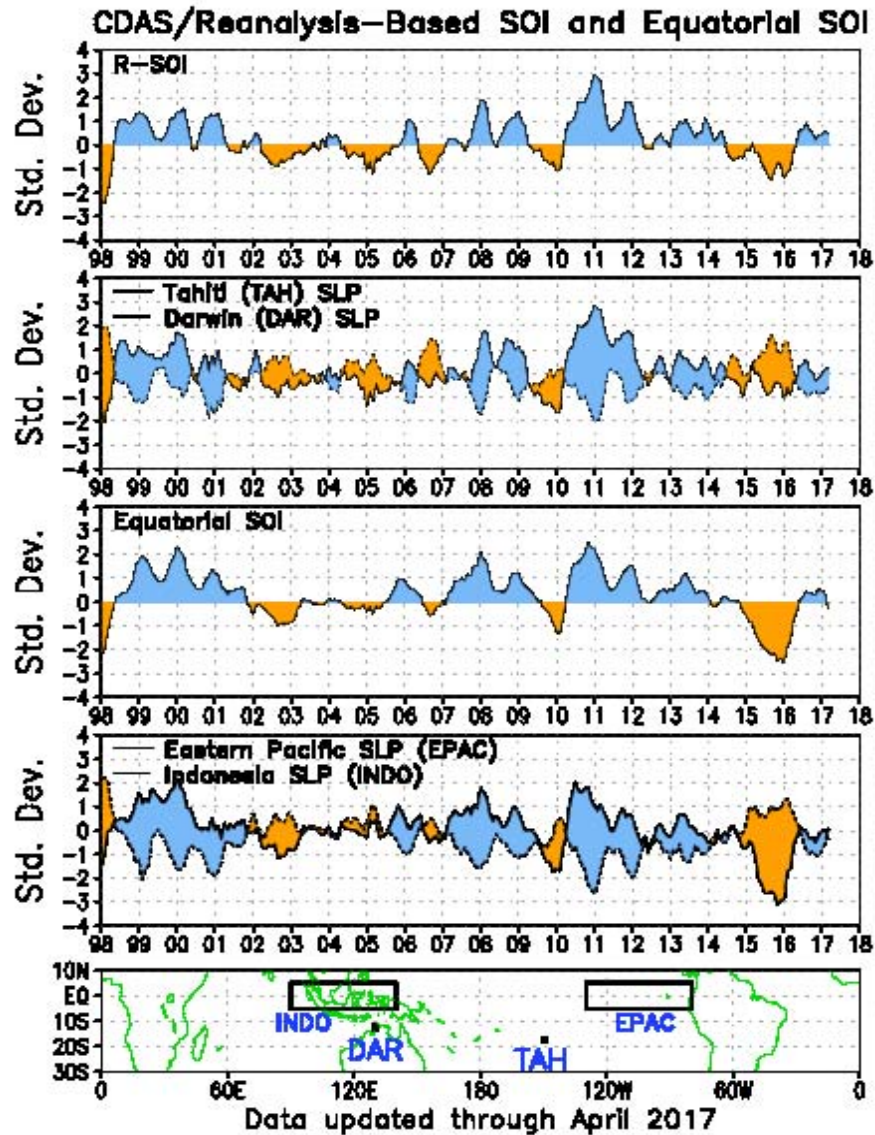 CDAS/Reanalysis-Based SOI and Equatorial SOI
R-SOI
Std. Dev.
4
3
2
1
0
-1
-2
-3
-4
98 99 00 01 02 03 04 05 06 07 08 09 10 11 12 13 14 15 16 17 18
Tahiti (TAH) SLP
Darwin (DAR) SLP
Std. Dev.
4
3
2
1
0
-1
-2
-3
-4
98 99 00 01 02 03 04 05 06 07 08 09 10 11 12 13 14 15 16 17 18
Equatorial SOI
Std. Dev.
4
3
2
1
0
-1
-2
-3
-4
98 99 00 01 02 03 04 05 06 07 08 09 10 11 12 13 14 15 16 17 18
Eastern Pacific SLP (EPAC)
Indonesia SLP (INDO)
Std. Dev.
4
3
2
1
0
-1
-2
-3
-4
98 99 00 01 02 03 04 05 06 07 08 09 10 11 12 13 14 15 16 17 18
10N
EQ
10S
20S
30S
INDO
EPAC
DAR
TAH
0 60E 120E 180 120W 60W 0
Data updated through April 2017